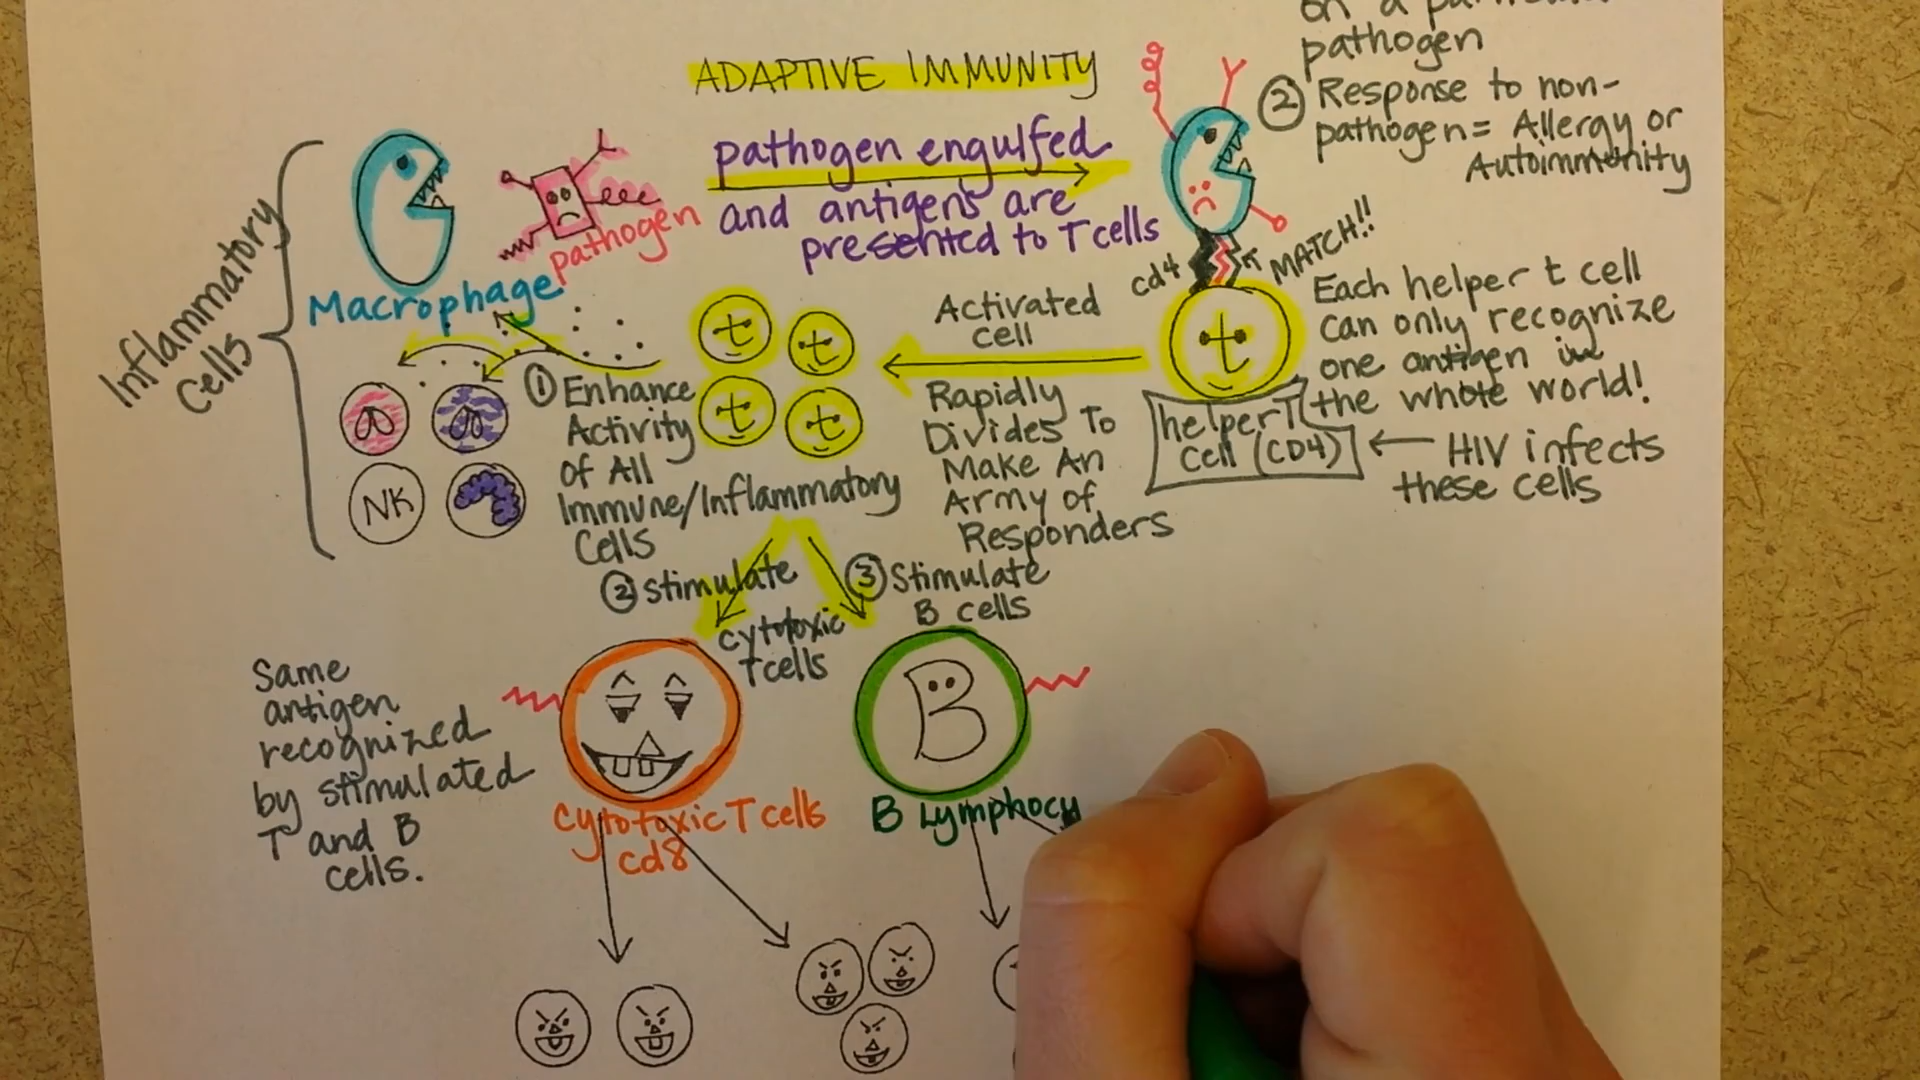 ADAPTIVE IMMUNITY
on a
pathogen
② Response to non-
pathogen = Allergy or
Autoimmunity
pathogen engulfed
and antigens are
presented to T cells
pathogen
Macrophage
Inflammatory
Cells
NK
cd4
MATCH!!
t
Each helper t cell
can only recognize
one antigen in
the whole world!
helper T
Cell (CD4)
HIV infects
these cells
Activated
cell
Rapidly
Divides To
Make An
Army of
Responders
t
t
t
t
① Enhance
Activity
of All
Immune/Inflammatory
Cells
② stimulate
cytotoxic
t cells
③ Stimulate
B cells
Same
antigen
recognized
by stimulated
T and B
cells.
B
Cytotoxic T cells
cd8
B Lymphocy